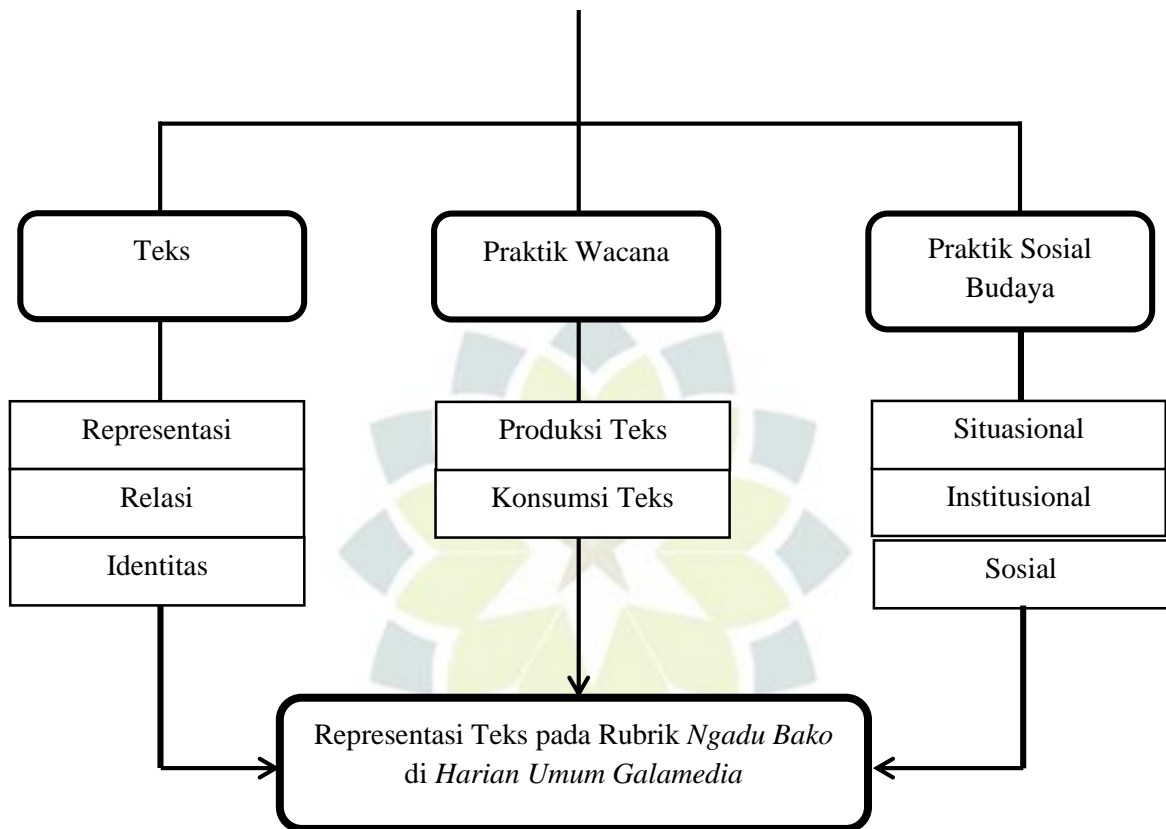 Teks
Praktik Wacana
Praktik Sosial
Budaya
Representasi
Relasi
Identitas
Produksi Teks
Konsumsi Teks
Situasional
Institusional
Sosial
Representasi Teks pada Rubrik Ngadu Bako
di Harian Umum Galamedia